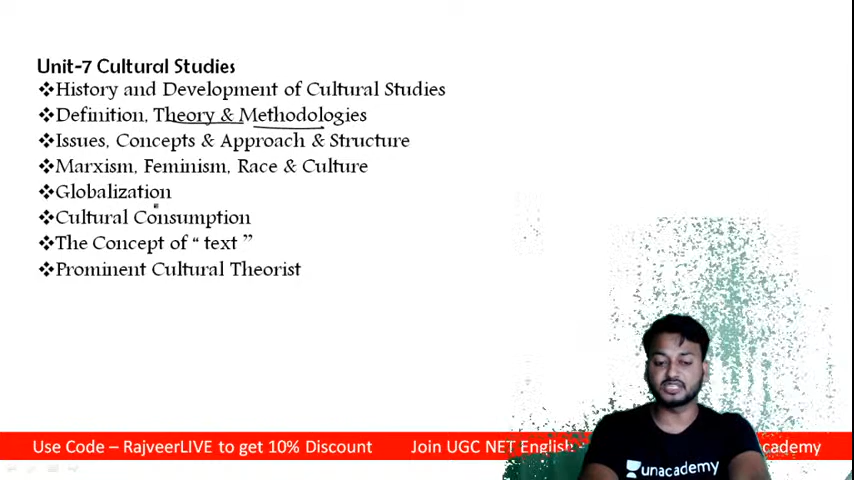 Unit-7 Cultural Studies
❖History and Development of Cultural Studies
❖Definition, Theory & Methodologies
❖Issues, Concepts & Approach & Structure
❖Marxism, Feminism, Race & Culture
❖Globalization
❖Cultural Consumption
❖The Concept of “ text ”
❖Prominent Cultural Theorist
Use Code – RajveerLIVE to get 10% Discount Join UGC NET English - cademy
unacademy